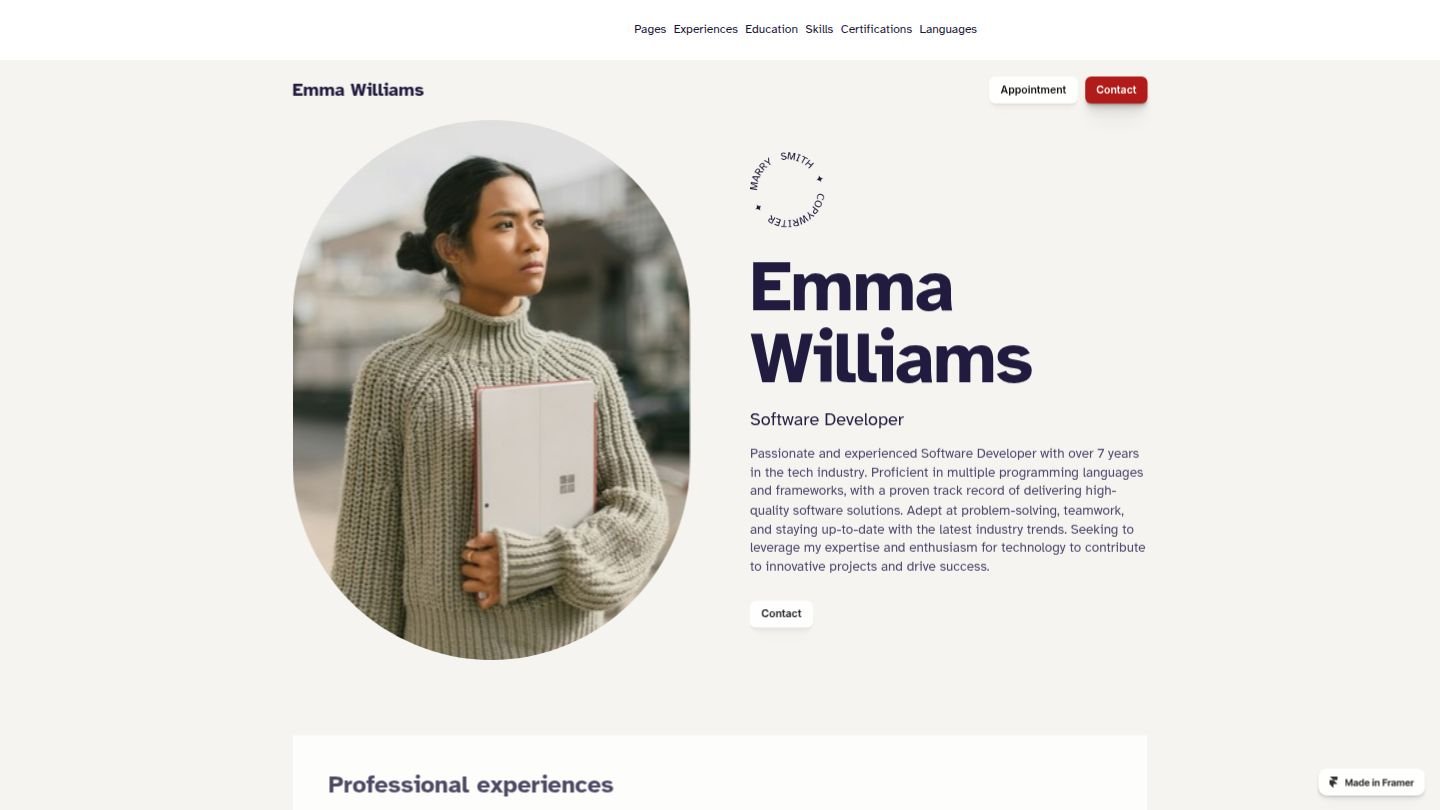 Pages Experiences Education Skills Certifications Languages
Emma Williams
Appointment
Contact
MARRY SMITH ✦ COPYWRITER ✦
Emma
Williams
Software Developer
Passionate and experienced Software Developer with over 7 years
in the tech industry. Proficient in multiple programming languages
and frameworks, with a proven track record of delivering high-
quality software solutions. Adept at problem-solving, teamwork,
and staying up-to-date with the latest industry trends. Seeking to
leverage my expertise and enthusiasm for technology to contribute
to innovative projects and drive success.
Contact
Professional experiences
Made in Framer